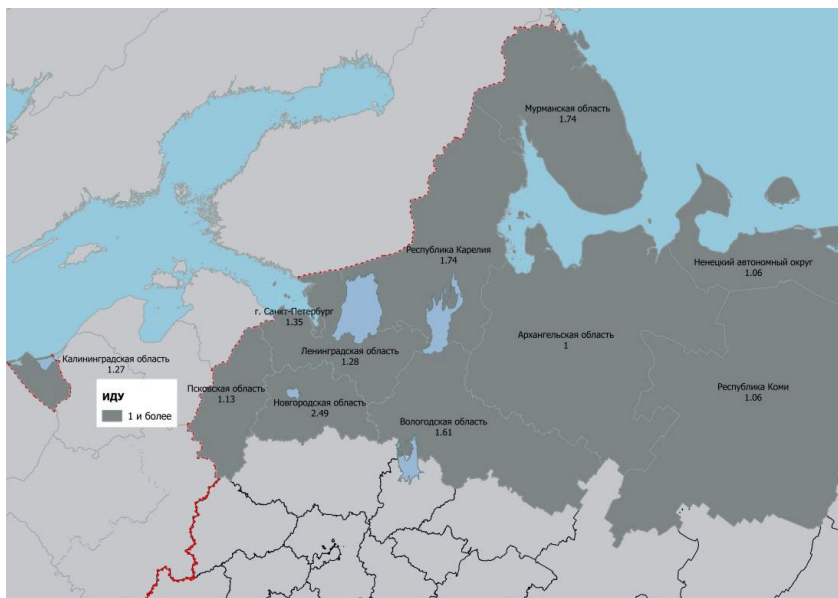 Мурманская область
1.74
Республика Карелия
1.74
Ненецкий автономный округ
1.06
г. Санкт-Петербург
1.35
Архангельская область
1
Ленинградская область
1.28
Калининградская область
1.27
ИДУ
1 и более
Псковская область
1.13
Новгородская область
2.49
Республика Коми
1.06
Вологодская область
1.61